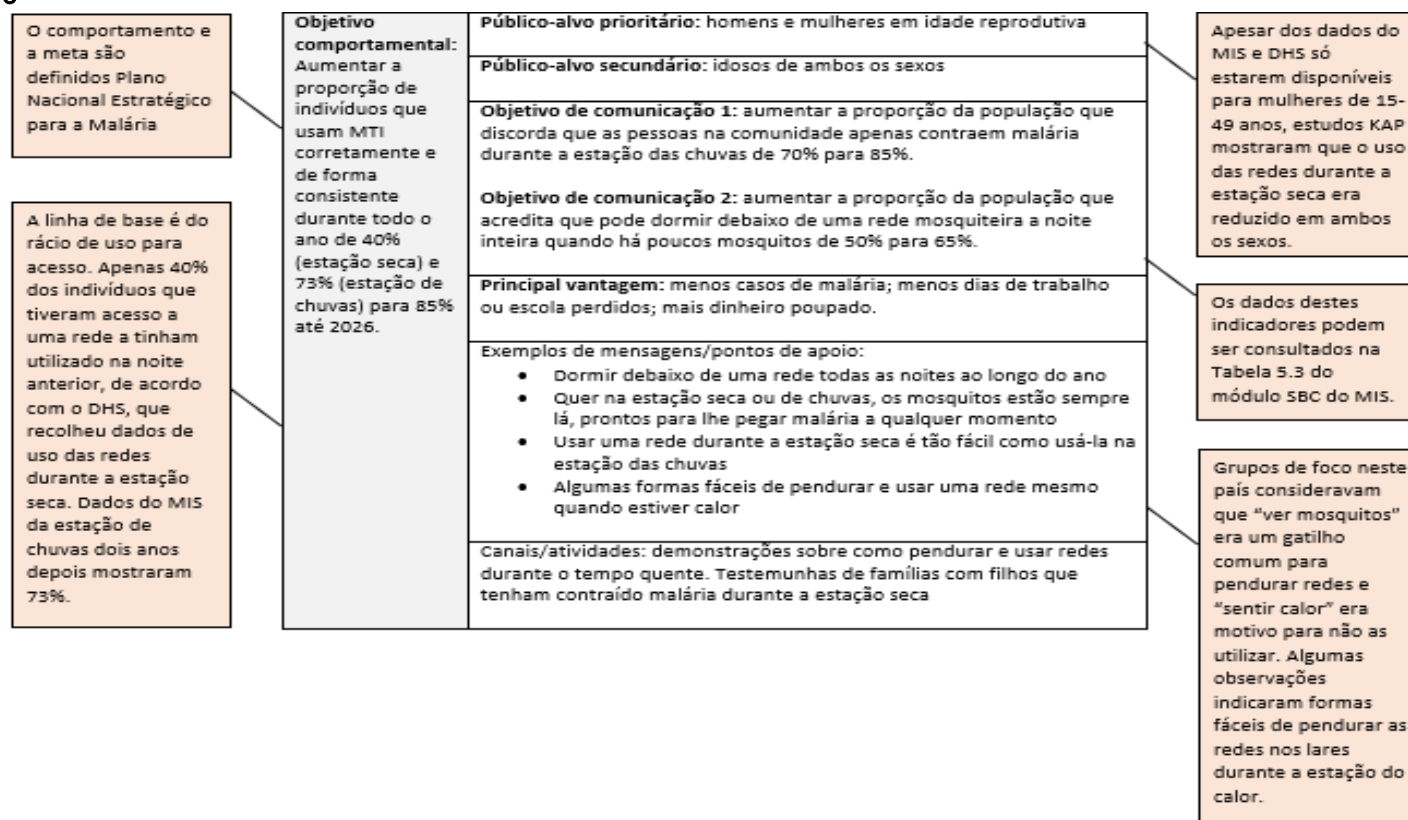 O comportamento e
a meta são
definidos Plano
Nacional Estratégico
para a Malária
A linha de base é do
rácio de uso para
acesso. Apenas 40%
dos indivíduos que
tiveram acesso a
uma rede a tinham
utilizado na noite
anterior, de acordo
com o DHS, que
recolheu dados de
uso das redes
durante a estação
seca. Dados do MIS
da estação de
chuvas dois anos
depois mostraram
73%.
Objetivo
comportamental:
Aumentar a
proporção de
indivíduos que
usam MTI
corretamente e
de forma
consistente
durante todo o
ano de 40%
(estação seca) e
73% (estação de
chuvas) para 85%
até 2026.
Público-alvo prioritário: homens e mulheres em idade reprodutiva
Público-alvo secundário: idosos de ambos os sexos
Objetivo de comunicação 1: aumentar a proporção da população que
discorda que as pessoas na comunidade apenas contraem malária
durante a estação das chuvas de 70% para 85%.
Objetivo de comunicação 2: aumentar a proporção da população que
acredita que pode dormir debaixo de uma rede mosquiteira a noite
inteira quando há poucos mosquitos de 50% para 65%.
Principal vantagem: menos casos de malária; menos dias de trabalho
ou escola perdidos; mais dinheiro poupado.
Exemplos de mensagens/pontos de apoio:
• Dormir debaixo de uma rede todas as noites ao longo do ano
• Quer na estação seca ou de chuvas, os mosquitos estão sempre
lá, prontos para lhe pegar malária a qualquer momento
• Usar uma rede durante a estação seca é tão fácil como usá-la na
estação das chuvas
• Algumas formas fáceis de pendurar e usar uma rede mesmo
quando estiver calor
Canais/atividades: demonstrações sobre como pendurar e usar redes
durante o tempo quente. Testemunhas de famílias com filhos que
tenham contraído malária durante a estação seca
Apesar dos dados do
MIS e DHS só
estarem disponíveis
para mulheres de 15-
49 anos, estudos KAP
mostraram que o uso
das redes durante a
estação seca era
reduzido em ambos
os sexos.
Os dados destes
indicadores podem
ser consultados na
Tabela 5.3 do
módulo SBC do MIS.
Grupos de foco neste
país consideravam
que “ver mosquitos”
era um gatilho
comum para
pendurar redes e
“sentir calor” era
motivo para não as
utilizar. Algumas
observações
indicaram formas
fáceis de pendurar as
redes nos lares
durante a estação do
calor.